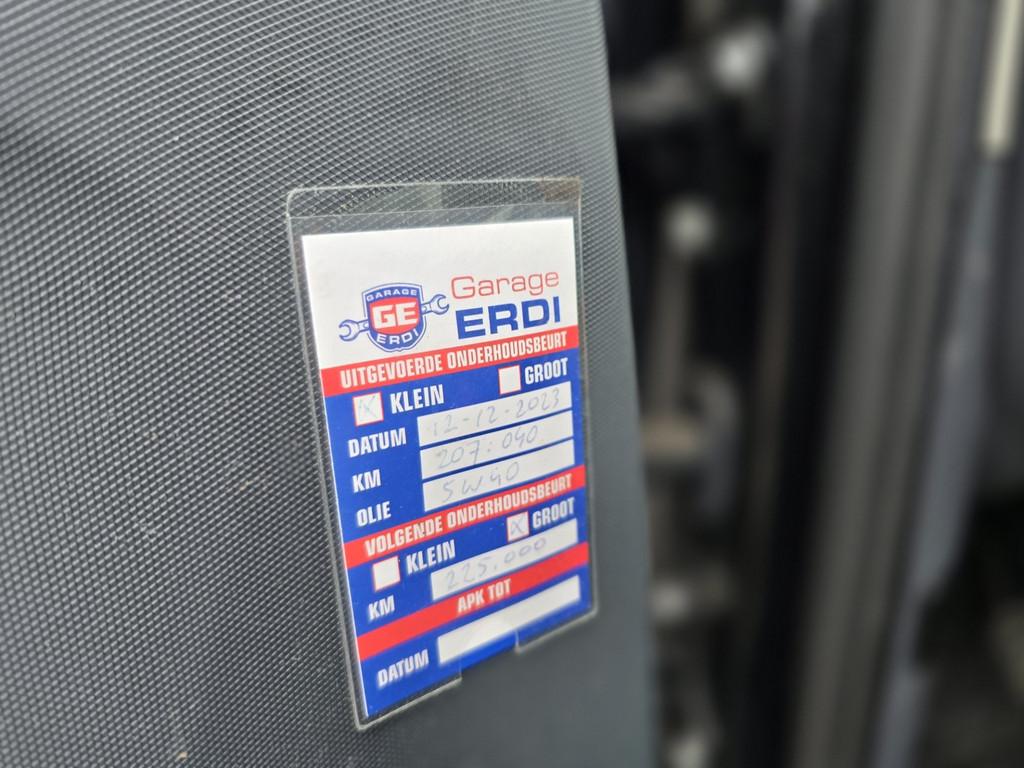 GARAGE
GE
ERDI
Garage
ERDI
UITGEVOERDE ONDERHOUDSBEURT
X KLEIN GROOT
DATUM 12-12-2023
KM 207.040
OLIE 5W40
VOLGENDE ONDERHOUDSBEURT
KLEIN X GROOT
KM 225.000
APK TOT
DATUM